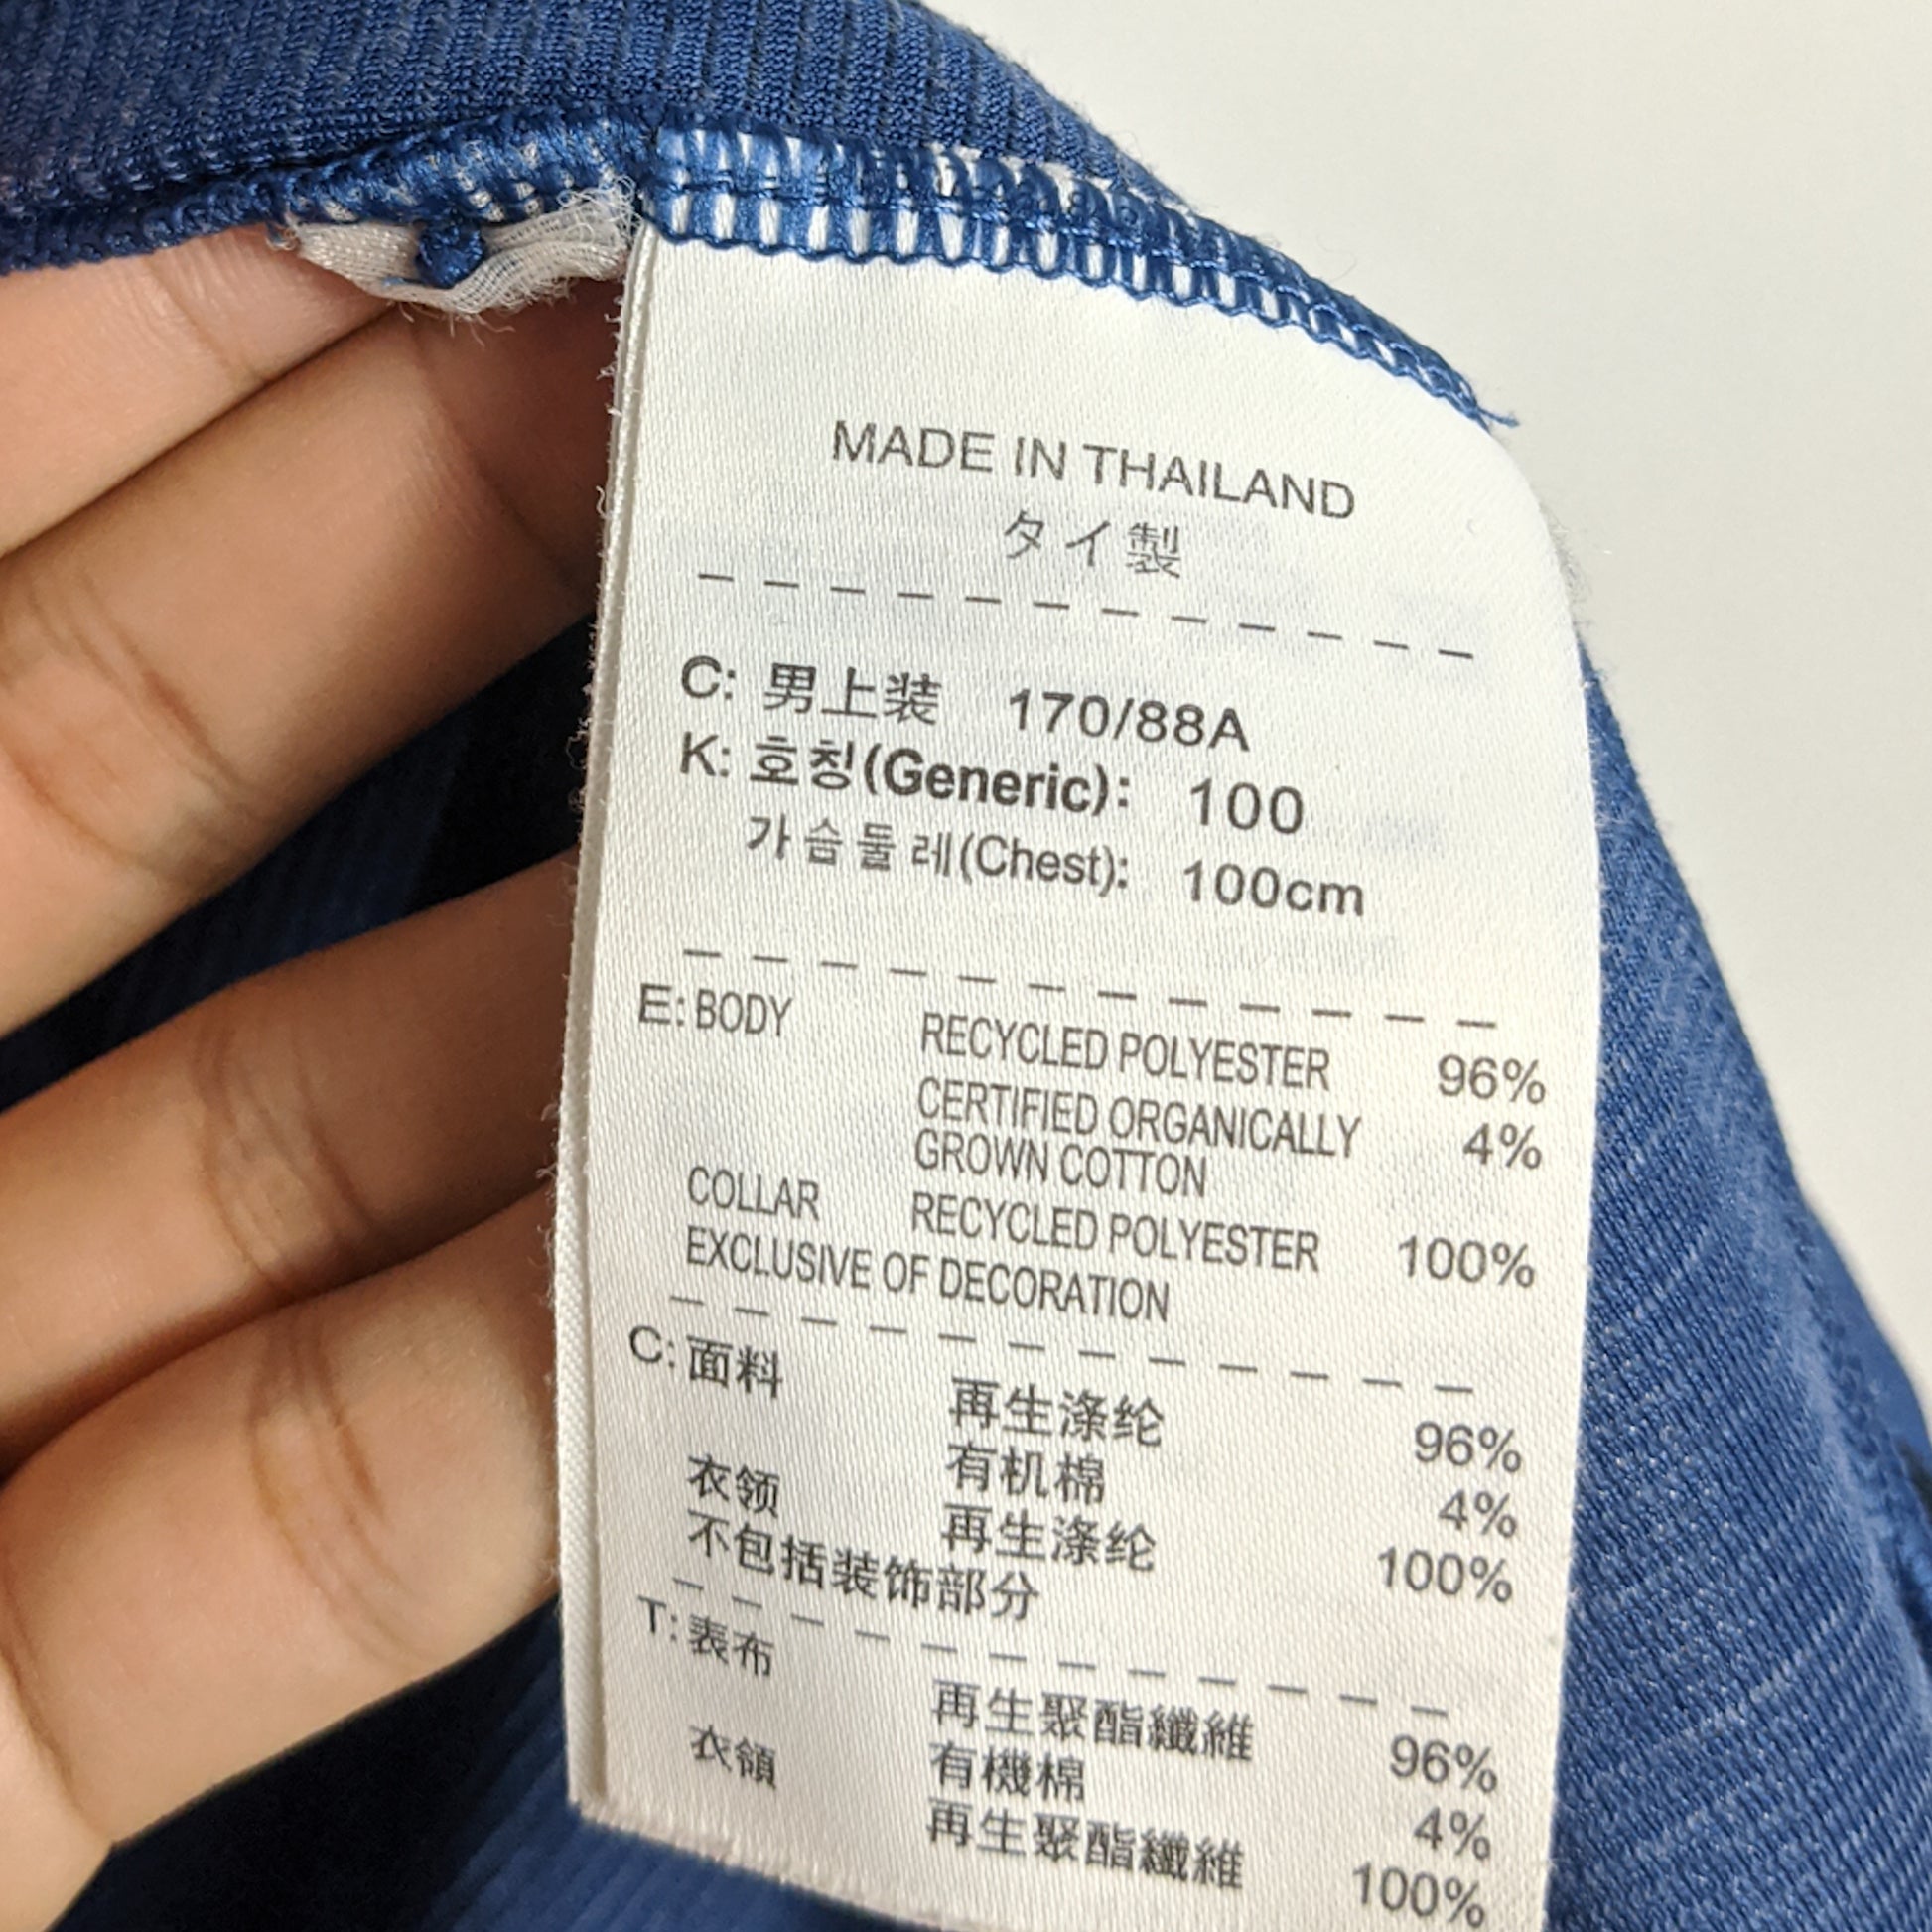 MADE IN THAILAND
タイ製
C: 男上装 170/88A
K: 호칭(Generic): 100
가슴둘레(Chest): 100cm
E: BODY RECYCLED POLYESTER 96%
CERTIFIED ORGANICALLY 4%
GROWN COTTON
COLLAR RECYCLED POLYESTER 100%
EXCLUSIVE OF DECORATION
C: 面料 再生涤纶 96%
有机棉 4%
衣领 再生涤纶 100%
不包括装饰部分
T: 表布 再生聚酯纖維 96%
有機棉 4%
衣領 再生聚酯纖維 100%